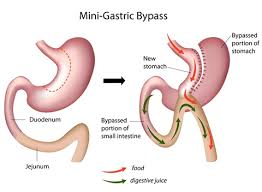 Mini-Gastric Bypass
Bypassed
portion of
stomach
New
stomach
Duodenum
Bypassed
portion of
small intestine
Jejunum
food
digestive juice